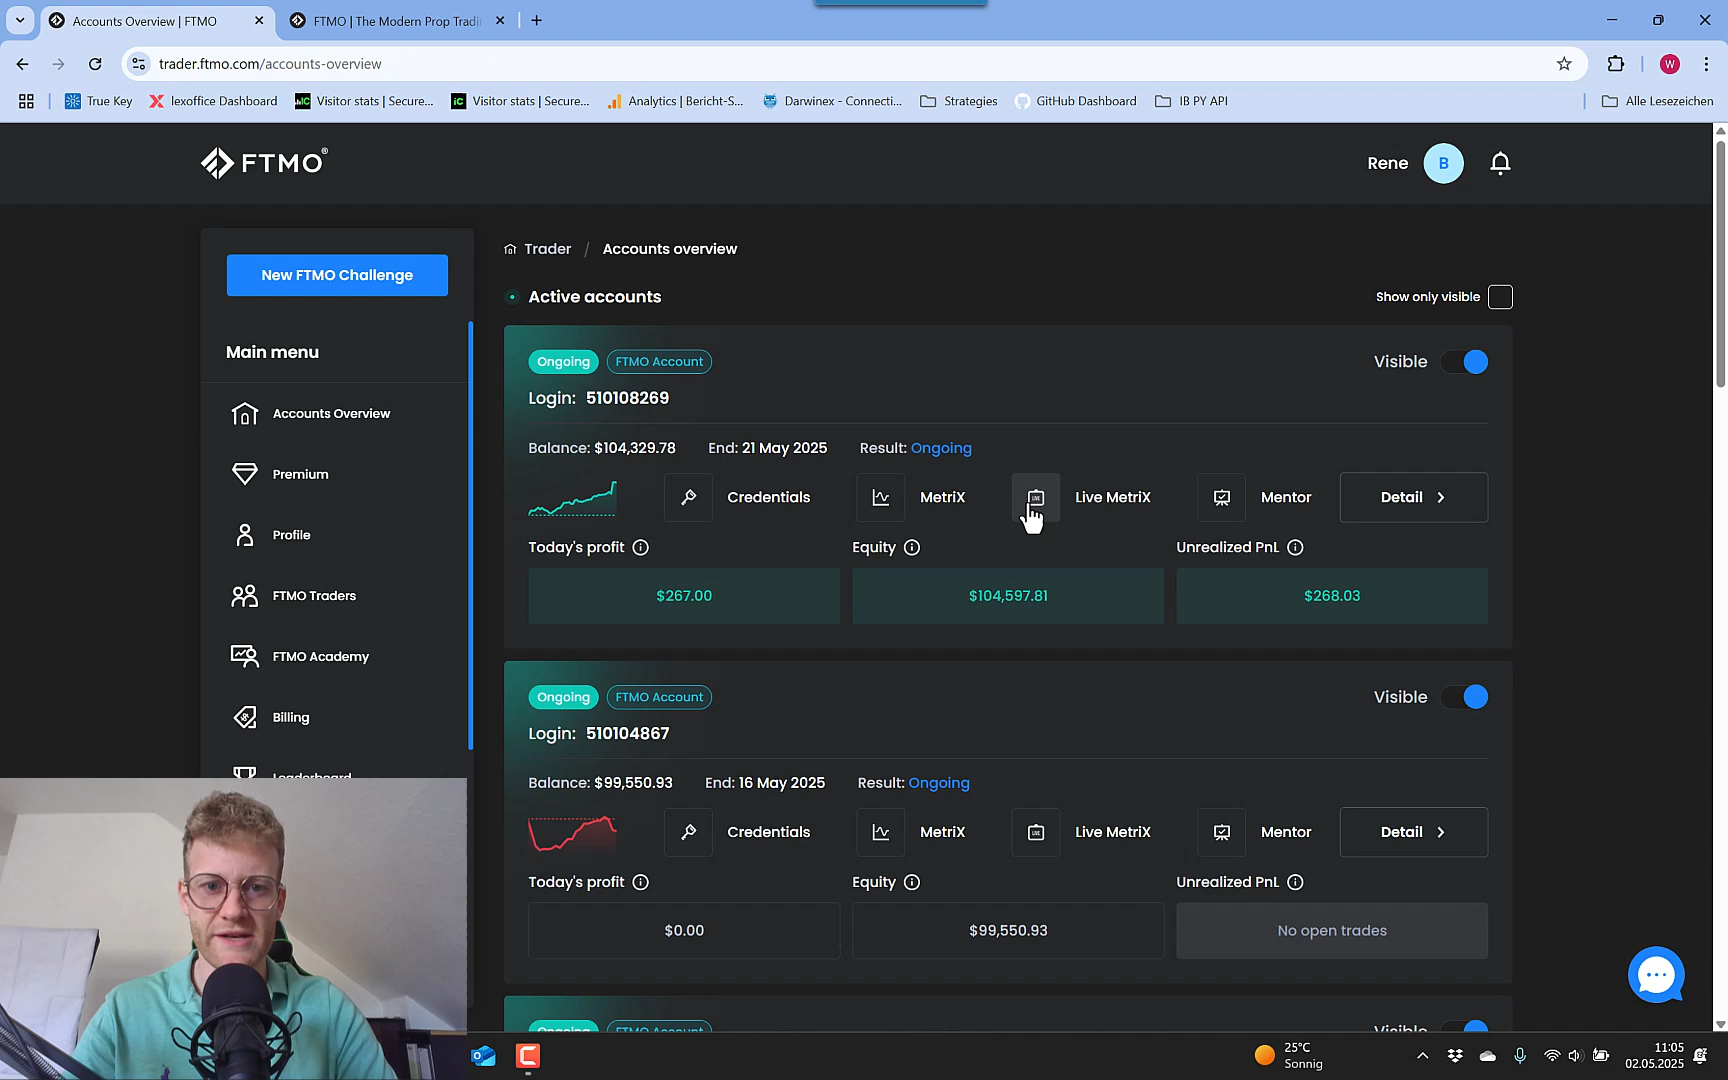 Accounts Overview | FTMO
FTMO | The Modern Prop Tradi
trader.ftmo.com/accounts-overview
True Key
lexoffice Dashboard
Visitor stats | Secure...
Visitor stats | Secure...
Analytics | Bericht-S...
Darwinex - Connecti...
Strategies
GitHub Dashboard
IB PY API
Alle Lesezeichen
W
FTMO®
Rene
B
New FTMO Challenge
Main menu
Accounts Overview
Premium
Profile
FTMO Traders
FTMO Academy
Billing
Leaderboard
Trader / Accounts overview
Active accounts
Show only visible
Ongoing
FTMO Account
Visible
Login: 510108269
Balance: $104,329.78
End: 21 May 2025
Result: Ongoing
Credentials
MetriX
LIVE
Live MetriX
Mentor
Detail
Today's profit
Equity
Unrealized PnL
$267.00
$104,597.81
$268.03
Ongoing
FTMO Account
Visible
Login: 510104867
Balance: $99,550.93
End: 16 May 2025
Result: Ongoing
Credentials
MetriX
LIVE
Live MetriX
Mentor
Detail
Today's profit
Equity
Unrealized PnL
$0.00
$99,550.93
No open trades
Ongoing
FTMO Account
Visible
25°C
Sonnig
11:05
02.05.2025